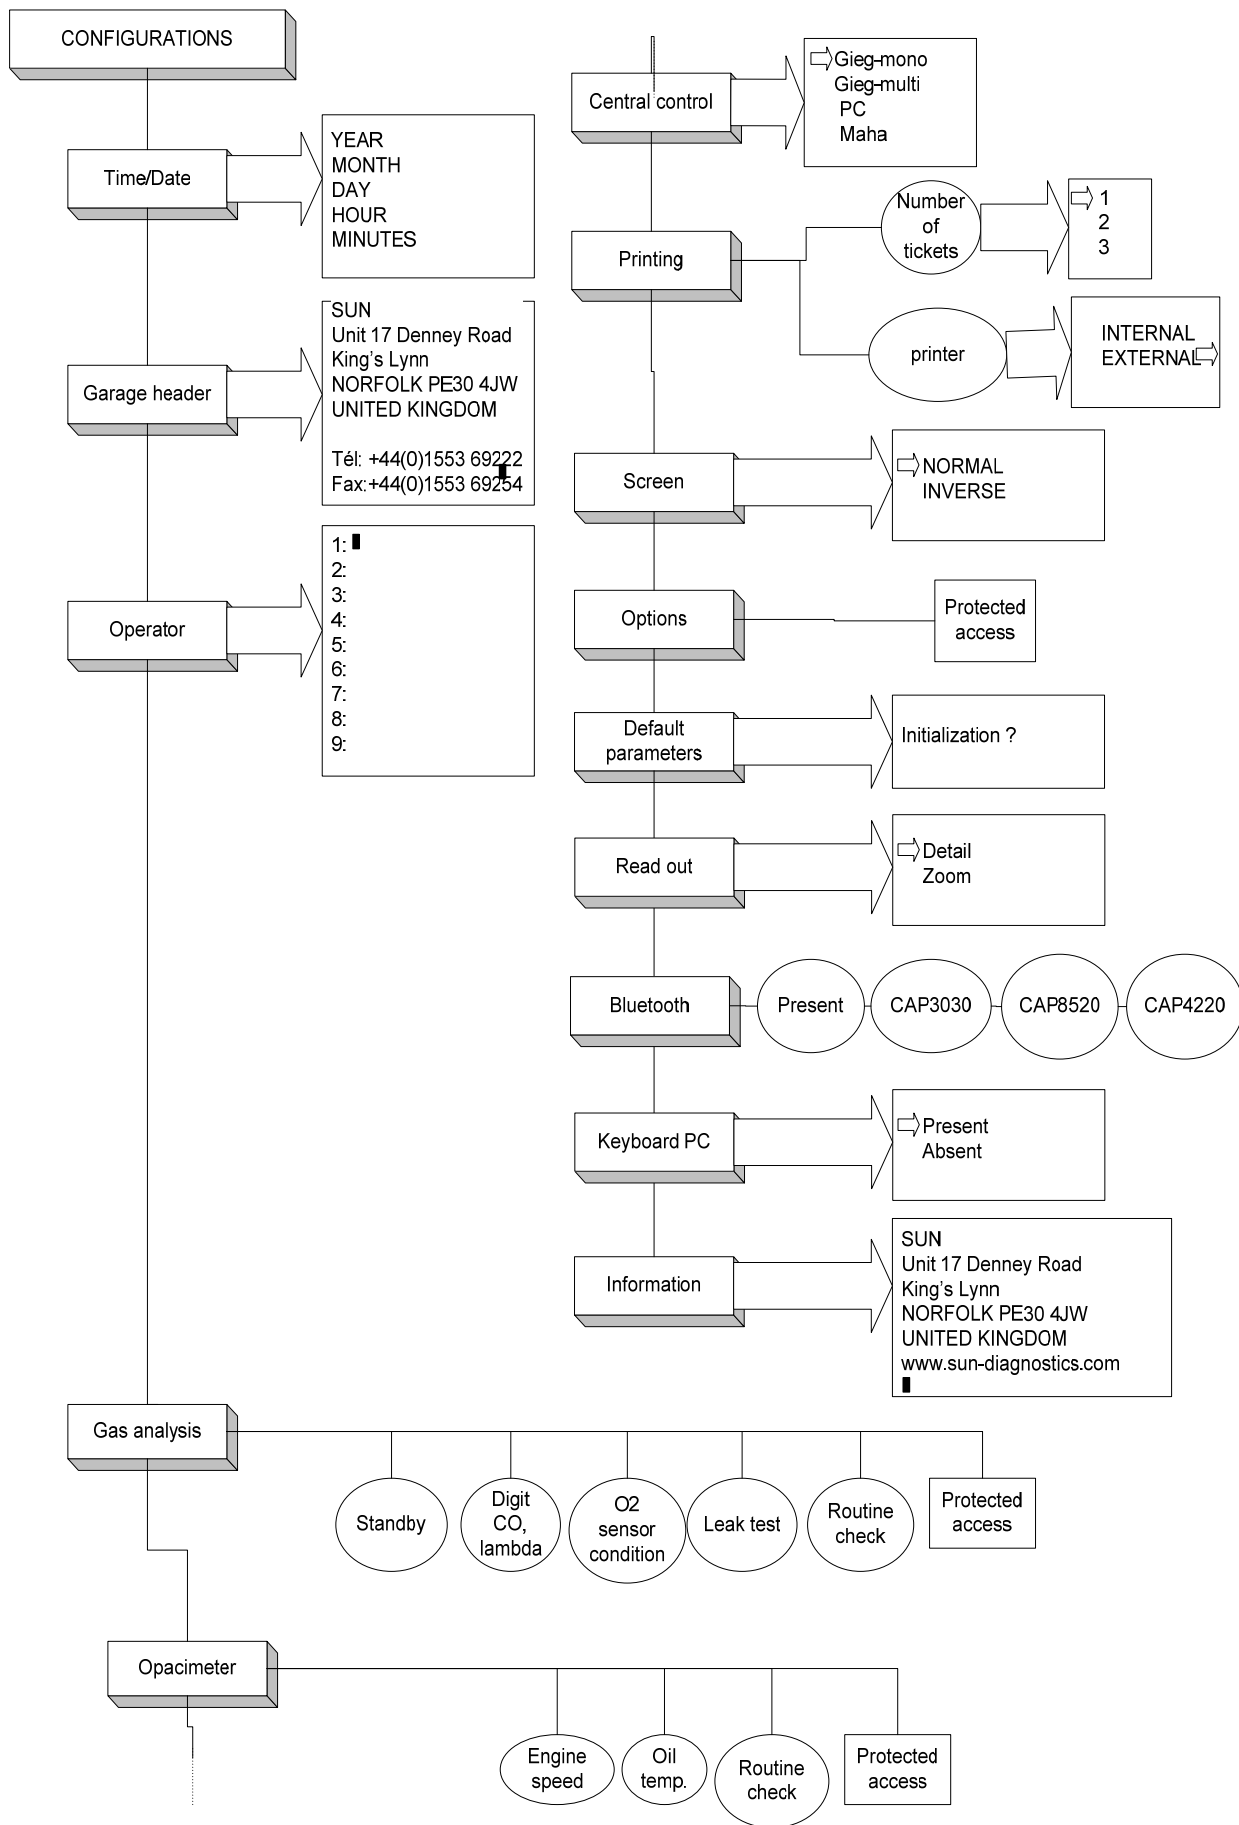 CONFIGURATIONS
Time/Date
YEAR
MONTH
DAY
HOUR
MINUTES
Garage header
SUN
Unit 17 Denney Road
King's Lynn
NORFOLK PE30 4JW
UNITED KINGDOM
Tél: +44(0)1553 69222
Fax:+44(0)1553 69254
Operator
1:
2:
3:
4:
5:
6:
7:
8:
9:
Central control
Gieg-mono
Gieg-multi
PC
Maha
Printing
Number
of
tickets
1
2
3
printer
INTERNAL
EXTERNAL
Screen
NORMAL
INVERSE
Options
Protected
access
Default
parameters
Initialization ?
Read out
Detail
Zoom
Bluetooth
Present
CAP3030
CAP8520
CAP4220
Keyboard PC
Present
Absent
Information
SUN
Unit 17 Denney Road
King's Lynn
NORFOLK PE30 4JW
UNITED KINGDOM
www.sun-diagnostics.com
Gas analysis
Standby
Digit
CO,
lambda
O2
sensor
condition
Leak test
Routine
check
Protected
access
Opacimeter
Engine
speed
Oil
temp.
Routine
check
Protected
access